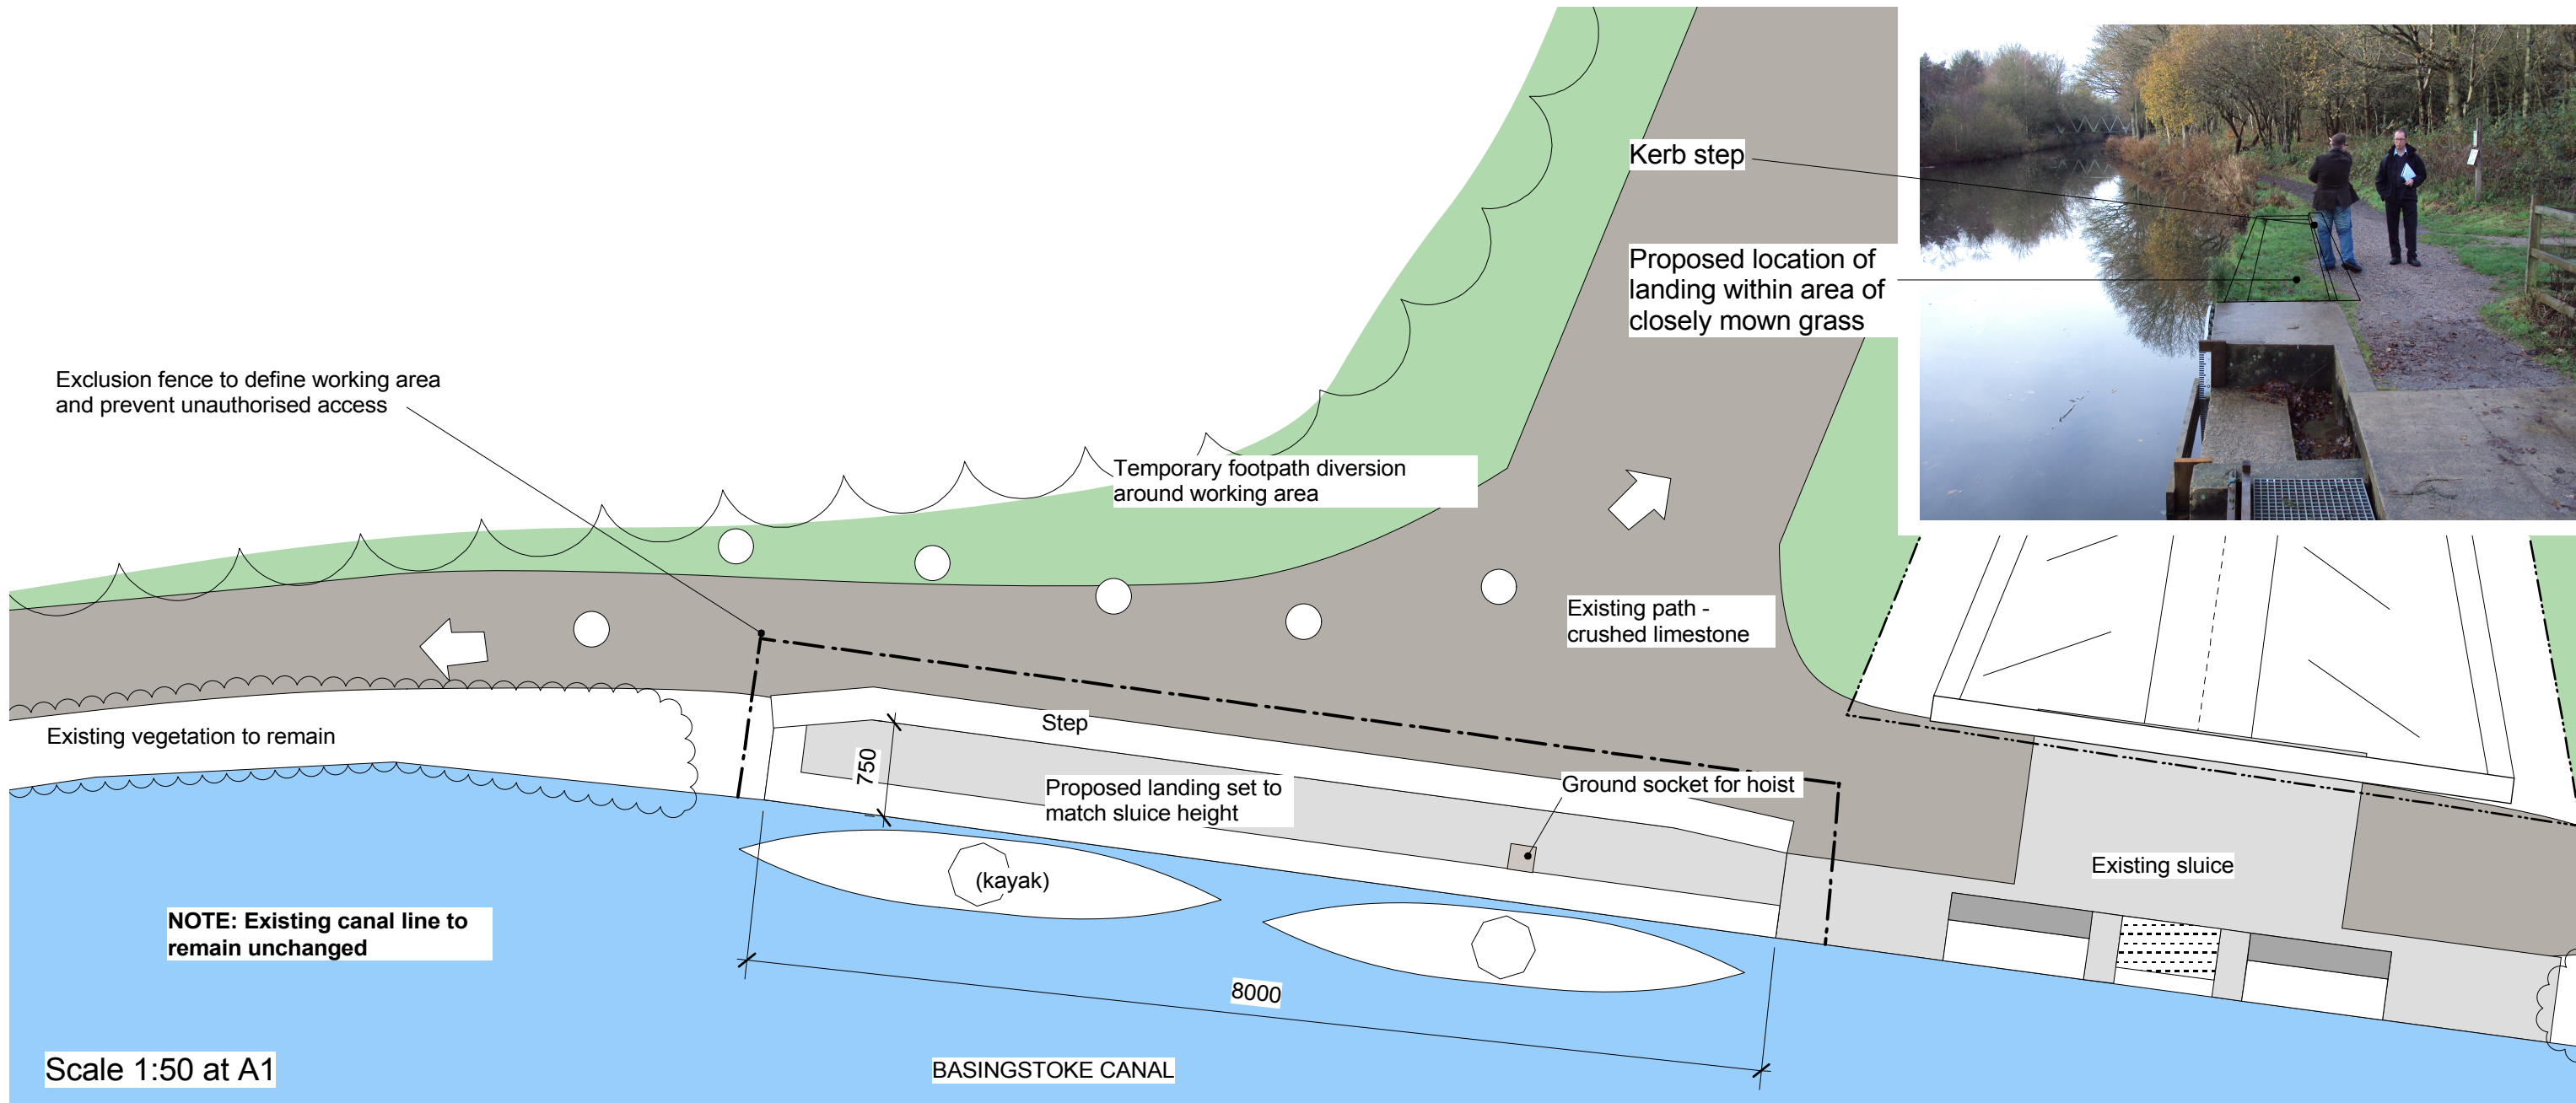 Kerb step
Proposed location of
landing within area of
closely mown grass
Exclusion fence to define working area
and prevent unauthorised access
Temporary footpath diversion
around working area
Existing path -
crushed limestone
Existing vegetation to remain
Step
750
Proposed landing set to
match sluice height
Ground socket for hoist
Existing sluice
(kayak)
NOTE: Existing canal line to
remain unchanged
8000
Scale 1:50 at A1
BASINGSTOKE CANAL